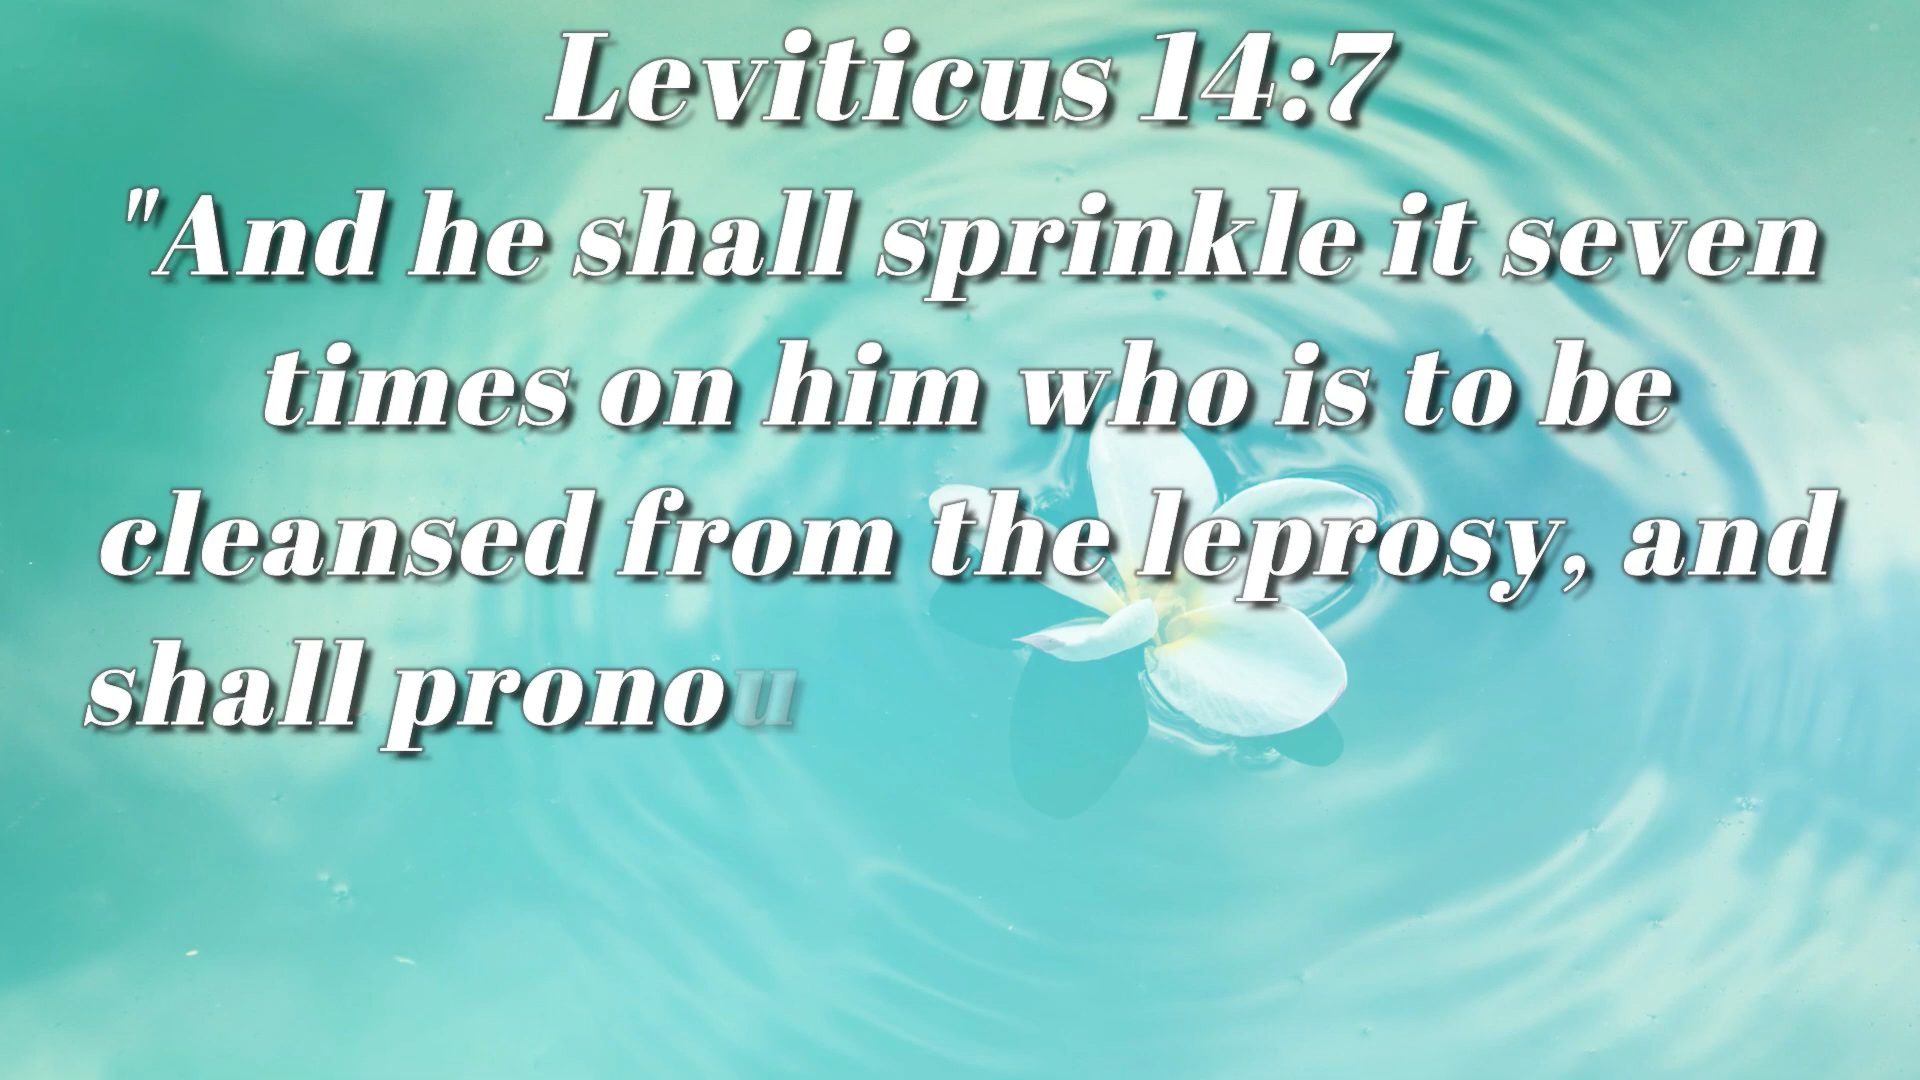 Leviticus 14:7
"And he shall sprinkle it seven
times on him who is to be
cleansed from the leprosy, and
shall pronou